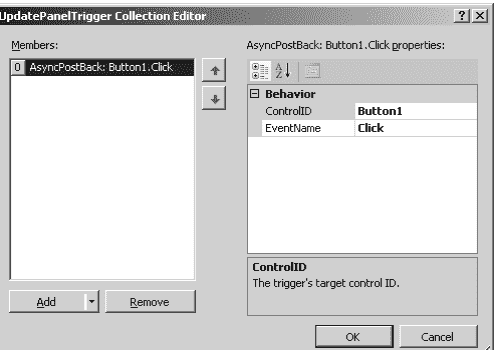 UpdatePanelTrigger Collection Editor
Members:
0 AsyncPostBack: Button1.Click
Add
Remove
AsyncPostBack: Button1.Click properties:
Behavior
ControlID Button1
EventName Click
ControlID
The trigger's target control ID.
OK
Cancel